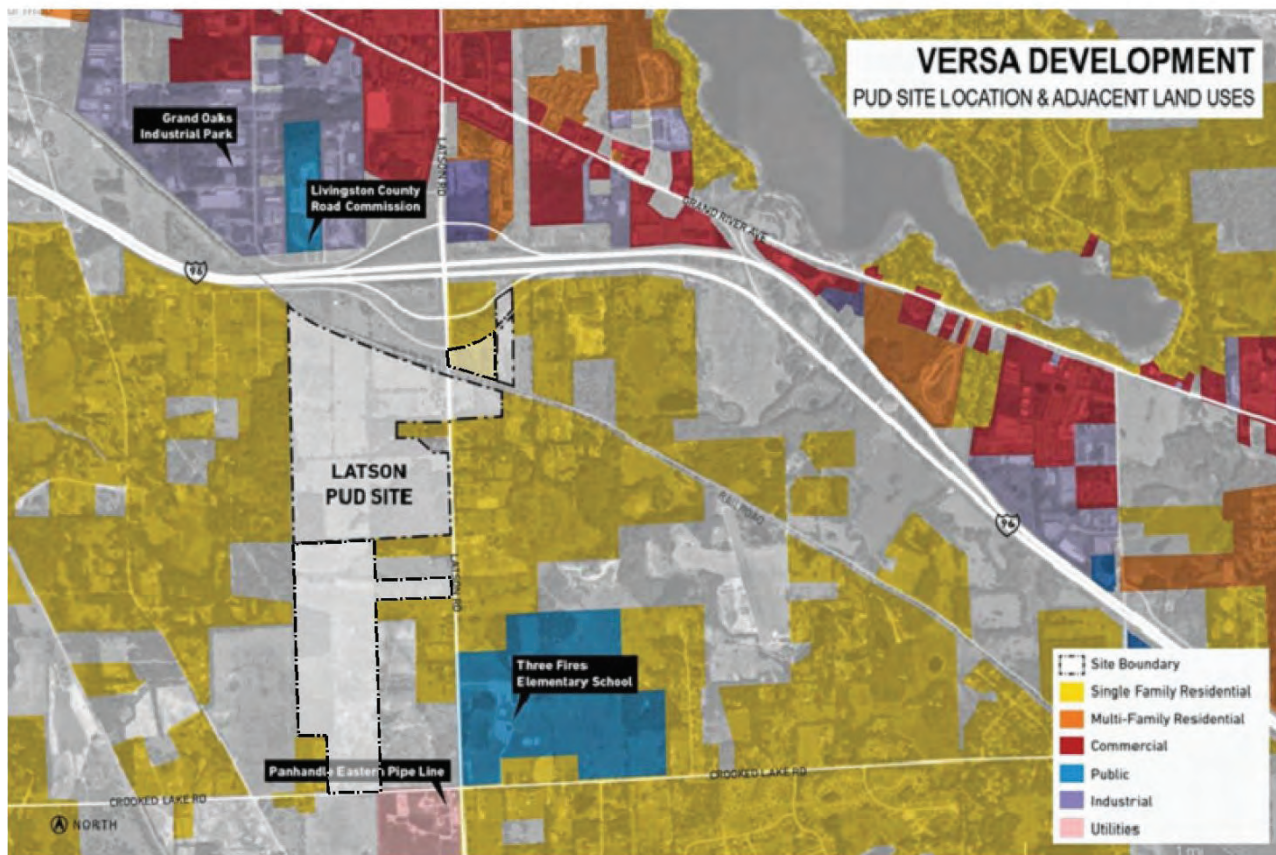 VERSA DEVELOPMENT
PUD SITE LOCATION & ADJACENT LAND USES
Grand Oaks
Industrial Park
Livingston County
Road Commission
LATSON RD
GRAND RIVER AVE
96
LATSON
PUD SITE
RAILROAD
96
LATSON RD
Three Fires
Elementary School
Panhandle Eastern Pipe Line
CROOKED LAKE RD
CROOKED LAKE RD
NORTH
Site Boundary
Single Family Residential
Multi-Family Residential
Commercial
Public
Industrial
Utilities